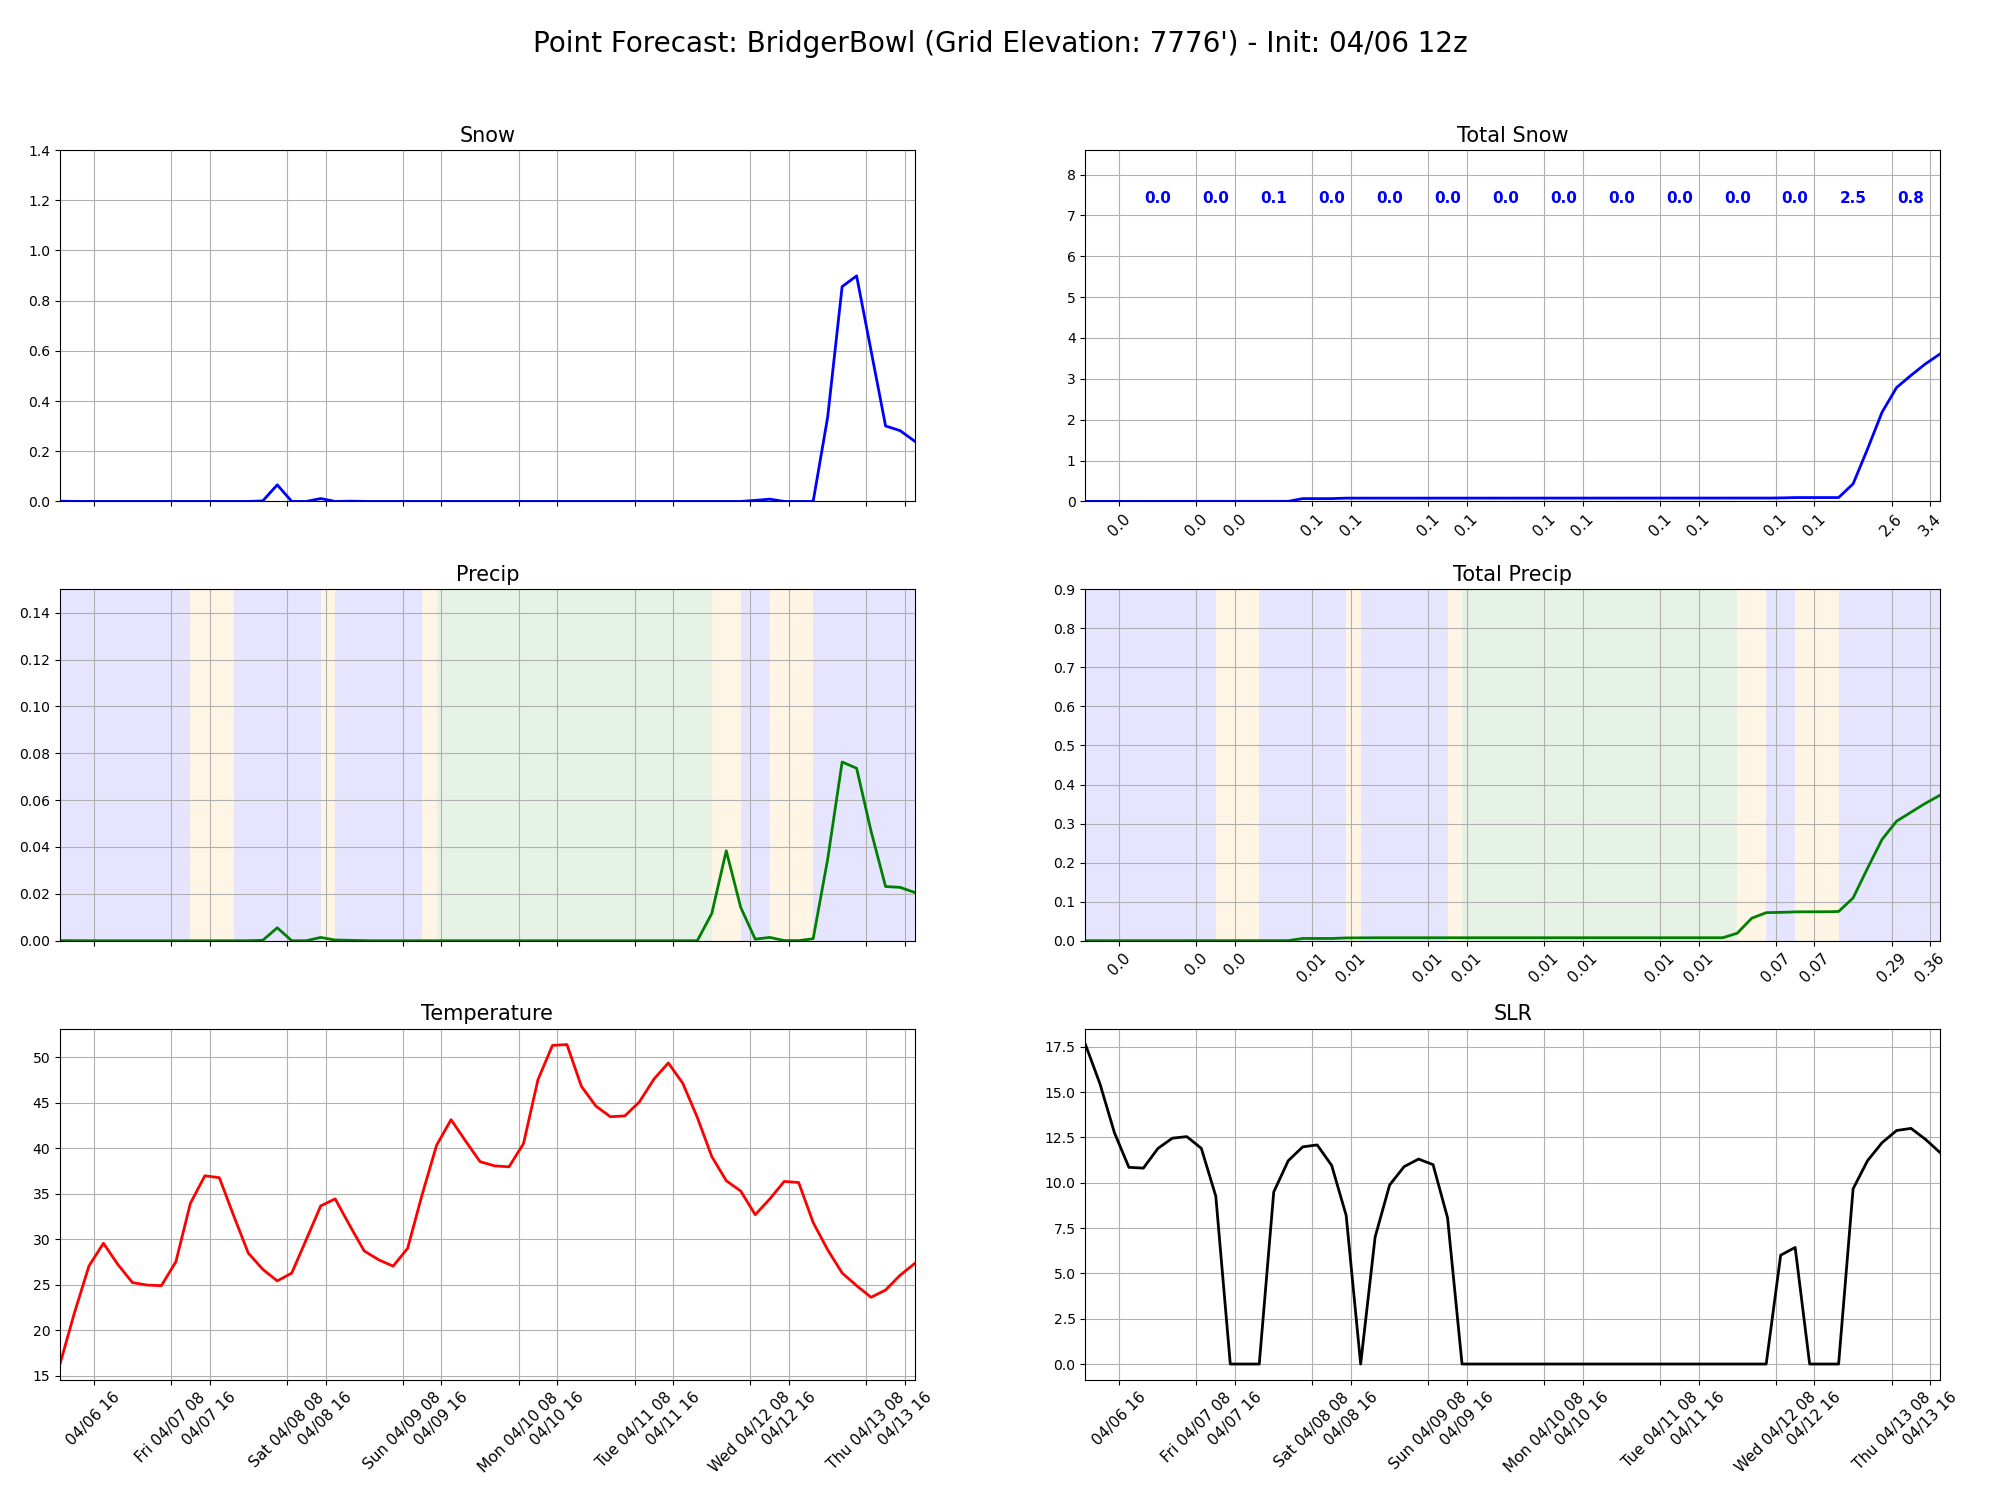 Point Forecast: BridgerBowl (Grid Elevation: 7776') - Init: 04/06 12z
Snow
1.4
1.2
1.0
0.8
0.6
0.4
0.2
0.0
Total Snow
8
7
6
5
4
3
2
1
0
0.0 0.0 0.1 0.0 0.0 0.0 0.0 0.0 0.0 0.0 0.0 0.0 2.5 0.8
0.0 0.0 0.0 0.1 0.1 0.1 0.1 0.1 0.1 0.1 0.1 0.1 0.1 2.6 3.4
Precip
0.14
0.12
0.10
0.08
0.06
0.04
0.02
0.00
Total Precip
0.9
0.8
0.7
0.6
0.5
0.4
0.3
0.2
0.1
0.0
0.0 0.0 0.0 0.01 0.01 0.01 0.01 0.01 0.01 0.01 0.01 0.07 0.07 0.29 0.36
Temperature
50
45
40
35
30
25
20
15
04/06 16
Fri 04/07 08
04/07 16
Sat 04/08 08
04/08 16
Sun 04/09 08
04/09 16
Mon 04/10 08
04/10 16
Tue 04/11 08
04/11 16
Wed 04/12 08
04/12 16
Thu 04/13 08
04/13 16
SLR
17.5
15.0
12.5
10.0
7.5
5.0
2.5
0.0
04/06 16
Fri 04/07 08
04/07 16
Sat 04/08 08
04/08 16
Sun 04/09 08
04/09 16
Mon 04/10 08
04/10 16
Tue 04/11 08
04/11 16
Wed 04/12 08
04/12 16
Thu 04/13 08
04/13 16